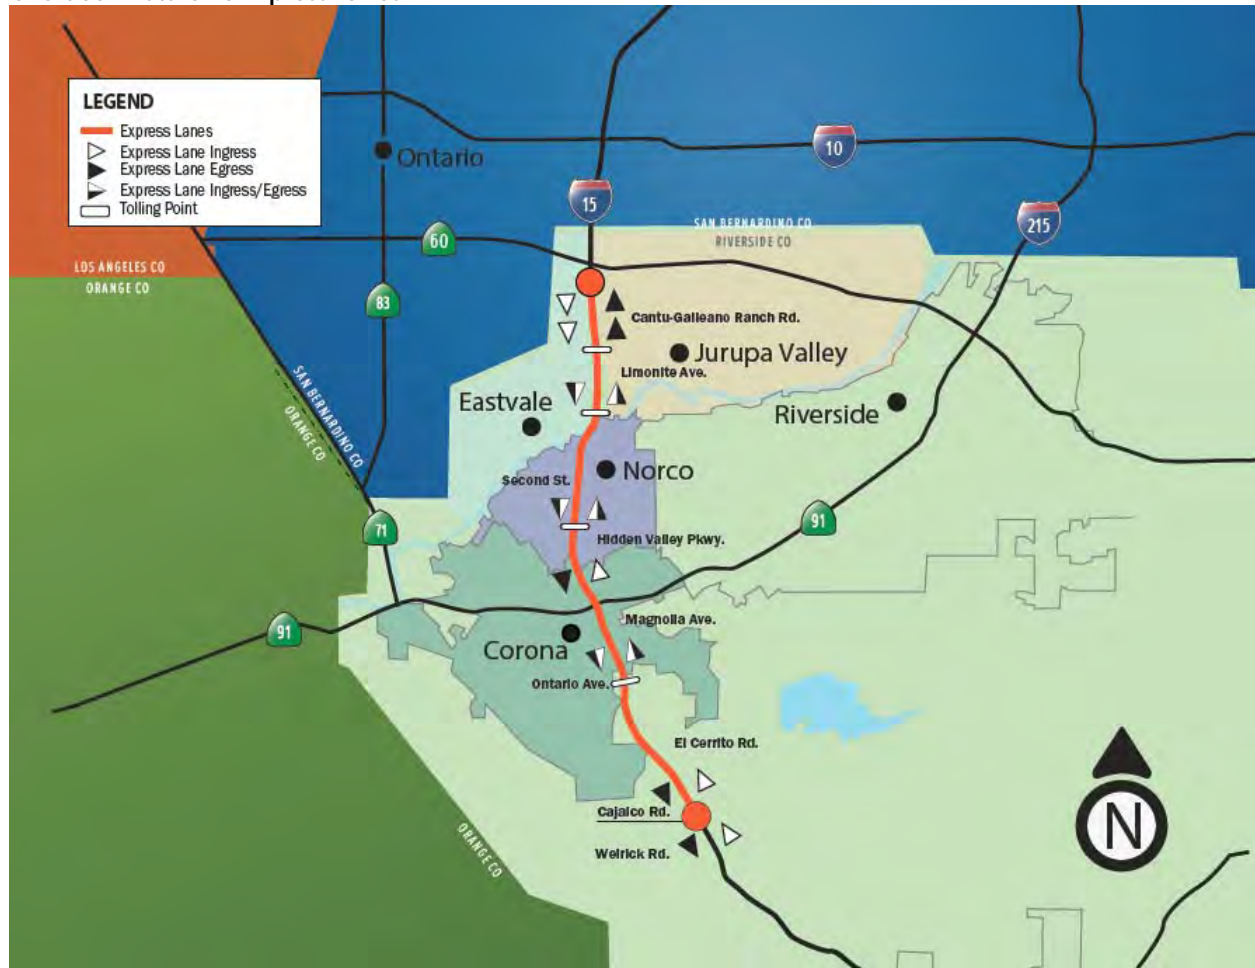 LEGEND
Express Lanes
Express Lane Ingress
Express Lane Egress
Express Lane Ingress/Egress
Tolling Point
Ontario
10
15
215
SAN BERNARDINO CO
RIVERSIDE CO
60
LOS ANGELES CO
ORANGE CO
83
Cantu-Galleano Ranch Rd.
Jurupa Valley
Limonite Ave.
SAN BERNARDINO CO
ORANGE CO
Eastvale
Riverside
Norco
Second St.
71
91
Hidden Valley Pkwy.
91
Magnolia Ave.
Corona
Ontario Ave.
El Cerrito Rd.
Cajalco Rd.
Weirick Rd.
ORANGE CO
N